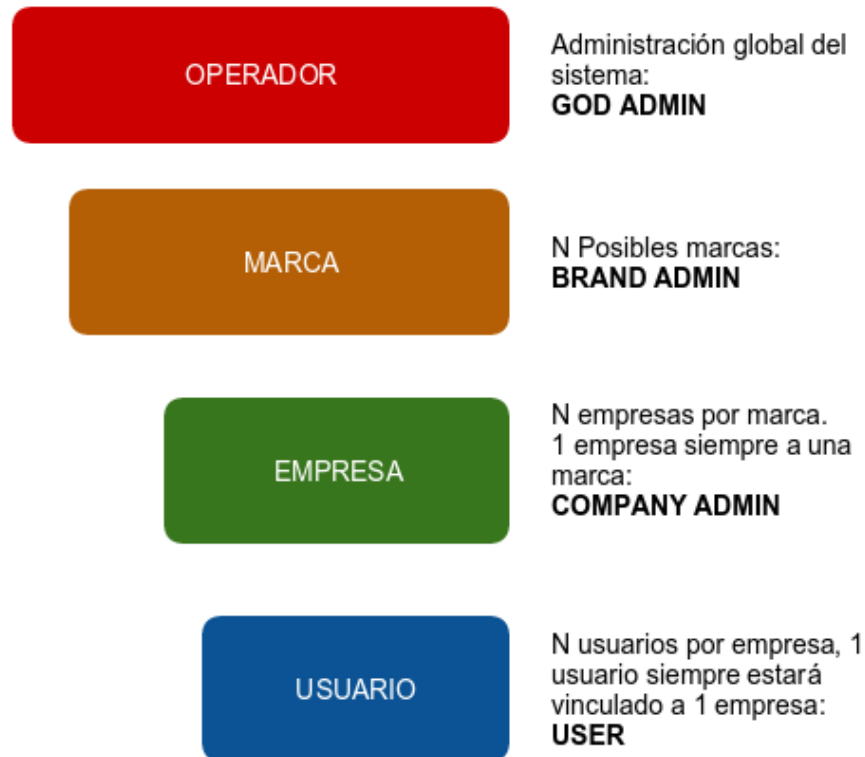 OPERADOR
Administración global del
sistema:
GOD ADMIN
MARCA
N Posibles marcas:
BRAND ADMIN
EMPRESA
N empresas por marca.
1 empresa siempre a una
marca:
COMPANY ADMIN
USUARIO
N usuarios por empresa, 1
usuario siempre estará
vinculado a 1 empresa:
USER